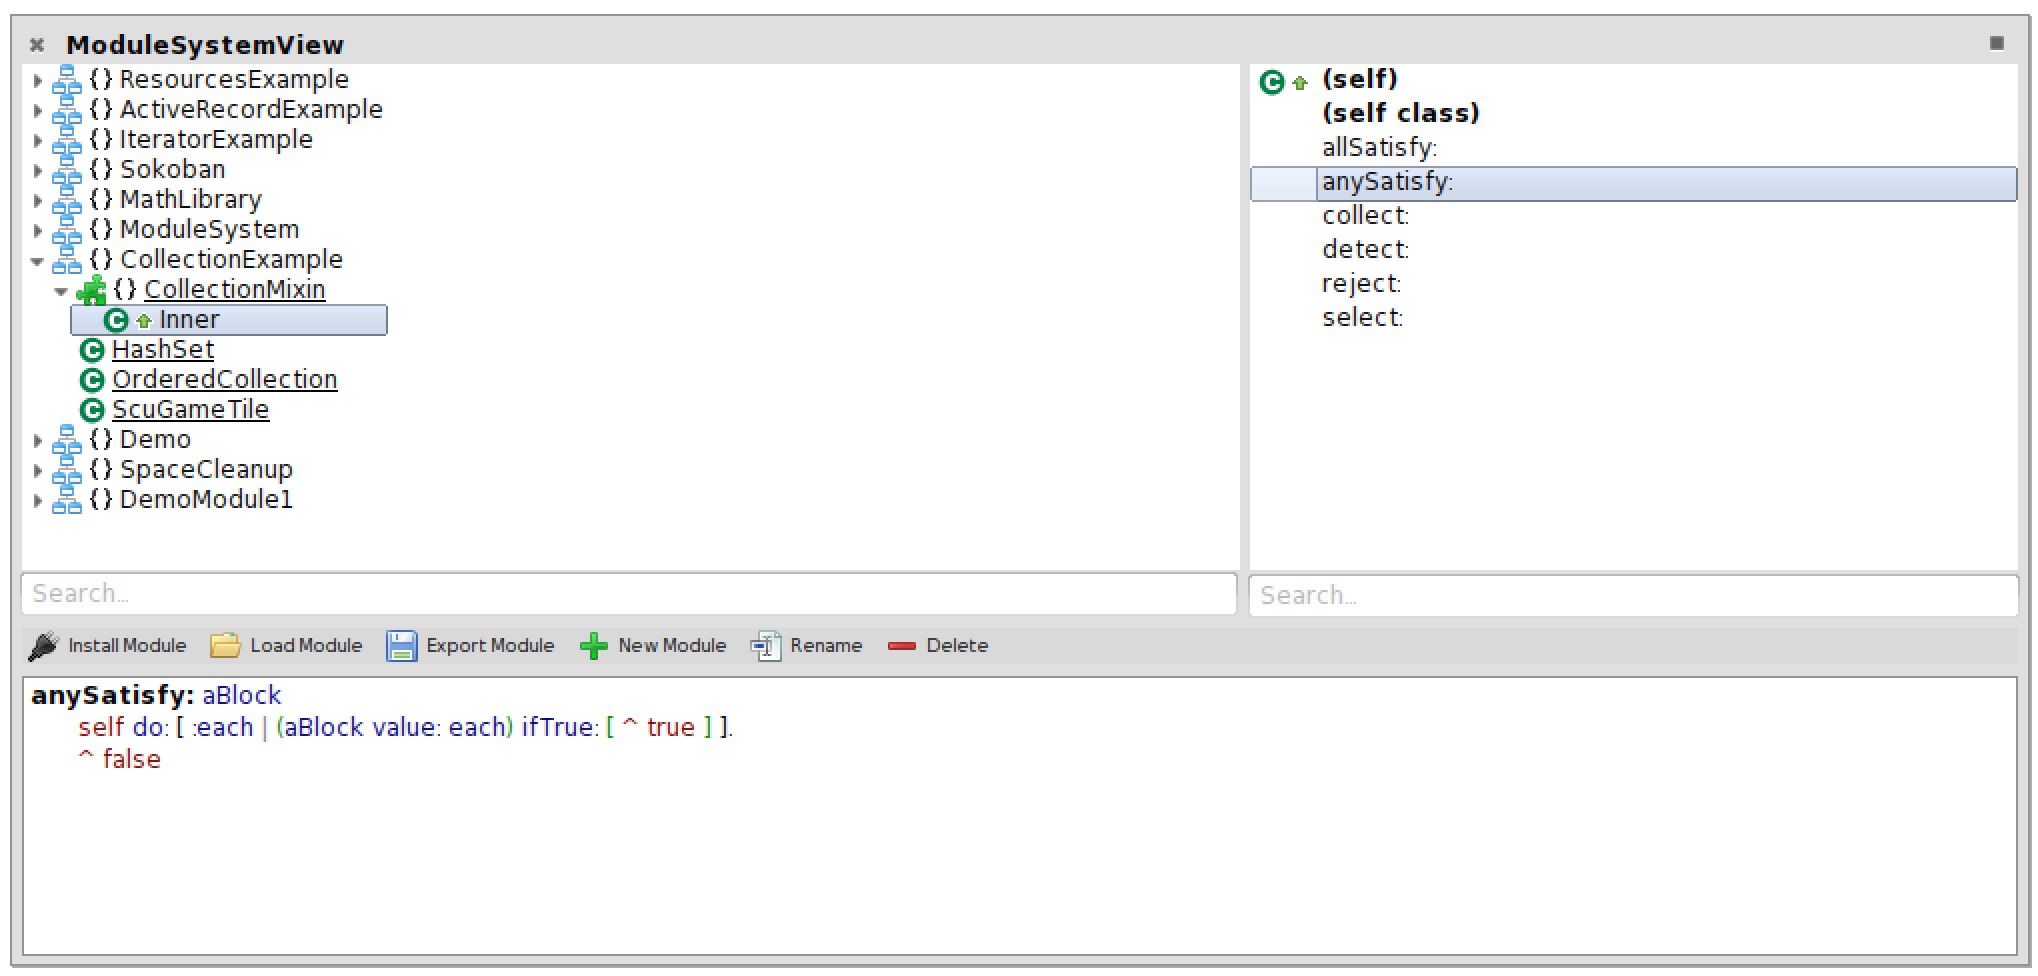 ModuleSystemView
{} ResourcesExample
{} ActiveRecordExample
{} IteratorExample
{} Sokoban
{} MathLibrary
{} ModuleSystem
{} CollectionExample
{} CollectionMixin
C Inner
C HashSet
C OrderedCollection
C ScuGameTile
{} Demo
{} SpaceCleanup
{} DemoModule1
Search...
C (self)
(self class)
allSatisfy:
anySatisfy:
collect:
detect:
reject:
select:
Search...
Install Module Load Module Export Module New Module Rename Delete
anySatisfy: aBlock
self do: [ :each | (aBlock value: each) ifTrue: [ ^ true ] ].
^ false